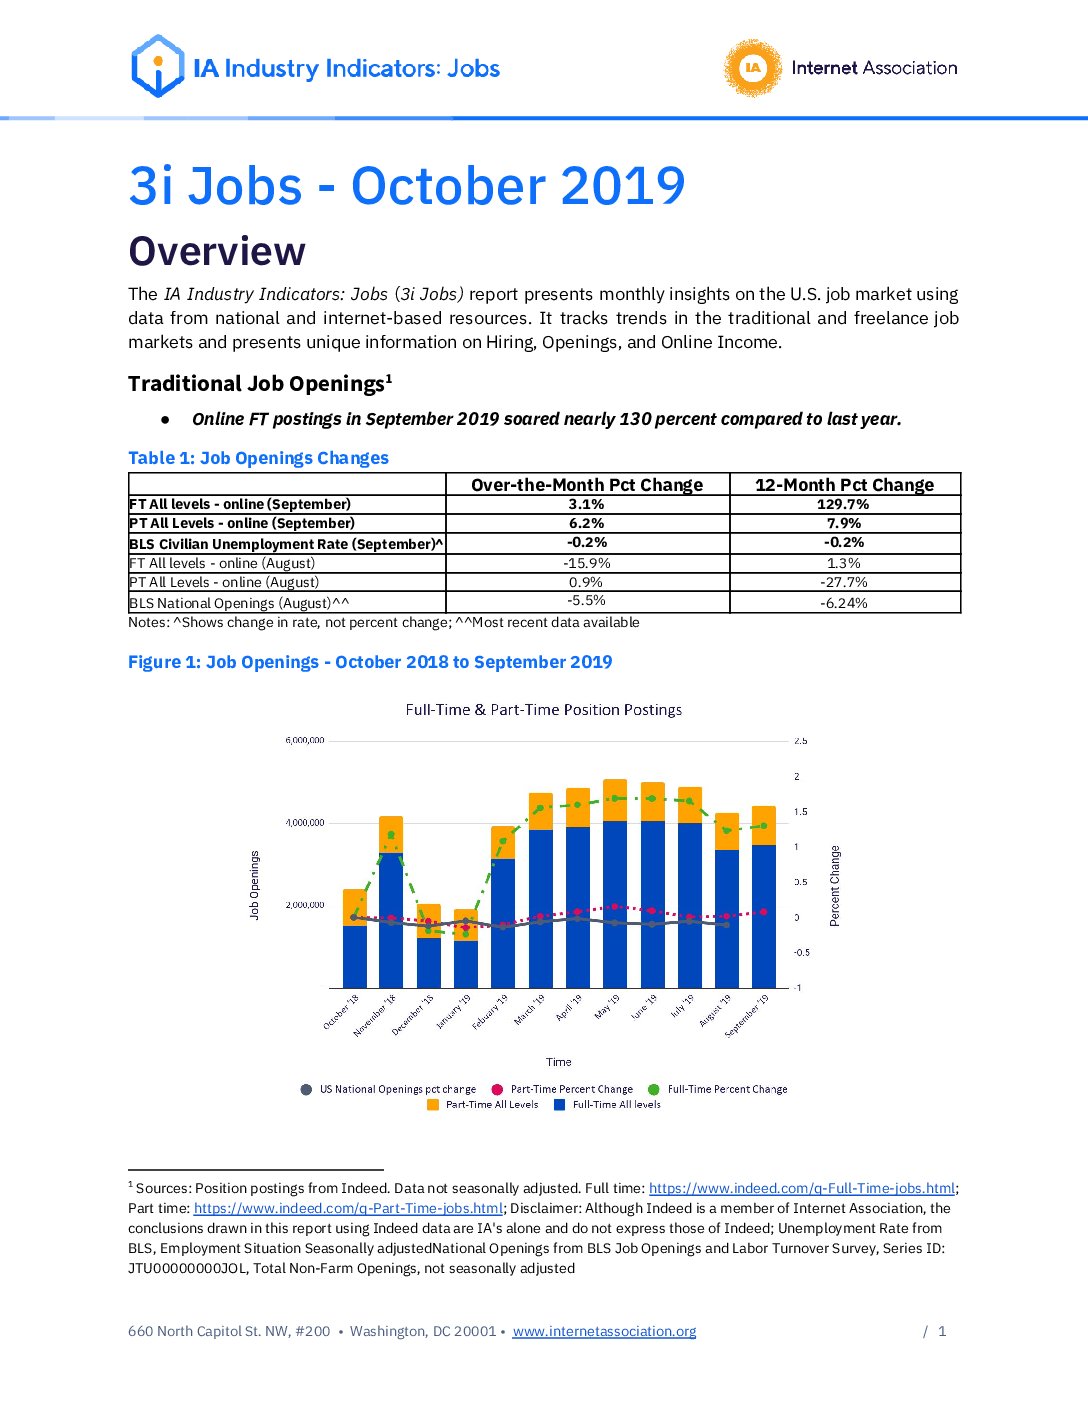 IA Industry Indicators: Jobs
IA
Internet Association
3i Jobs - October 2019
Overview
The IA Industry Indicators: Jobs (3i Jobs) report presents monthly insights on the U.S. job market using
data from national and internet-based resources. It tracks trends in the traditional and freelance job
markets and presents unique information on Hiring, Openings, and Online Income.
Traditional Job Openings¹
● Online FT postings in September 2019 soared nearly 130 percent compared to last year.
Table 1: Job Openings Changes
Over-the-Month Pct Change 12-Month Pct Change
FT All levels - online (September) 3.1% 129.7%
PT All Levels - online (September) 6.2% 7.9%
BLS Civilian Unemployment Rate (September)^ -0.2% -0.2%
FT All levels - online (August) -15.9% 1.3%
PT All Levels - online (August) 0.9% -27.7%
BLS National Openings (August)^^ -5.5% -6.24%
Notes: ^Shows change in rate, not percent change; ^^Most recent data available
Figure 1: Job Openings - October 2018 to September 2019
Full-Time & Part-Time Position Postings
6,000,000
4,000,000
2,000,000
Job Openings
2.5
2
1.5
1
0.5
0
-0.5
-1
Percent Change
October '18
November '18
December '18
January '19
Febuary '19
March '19
April '19
May '19
June '19
July '19
August '19
September '19
Time
US National Openings pct change Part-Time Percent Change Full-Time Percent Change
Part-Time All Levels Full-Time All levels
¹ Sources: Position postings from Indeed. Data not seasonally adjusted. Full time: https://www.indeed.com/q-Full-Time-jobs.html;
Part time: https://www.indeed.com/q-Part-Time-jobs.html; Disclaimer: Although Indeed is a member of Internet Association, the
conclusions drawn in this report using Indeed data are IA's alone and do not express those of Indeed; Unemployment Rate from
BLS, Employment Situation Seasonally adjustedNational Openings from BLS Job Openings and Labor Turnover Survey, Series ID:
JTU00000000JOL, Total Non-Farm Openings, not seasonally adjusted
660 North Capitol St. NW, #200 • Washington, DC 20001 • www.internetassociation.org / 1